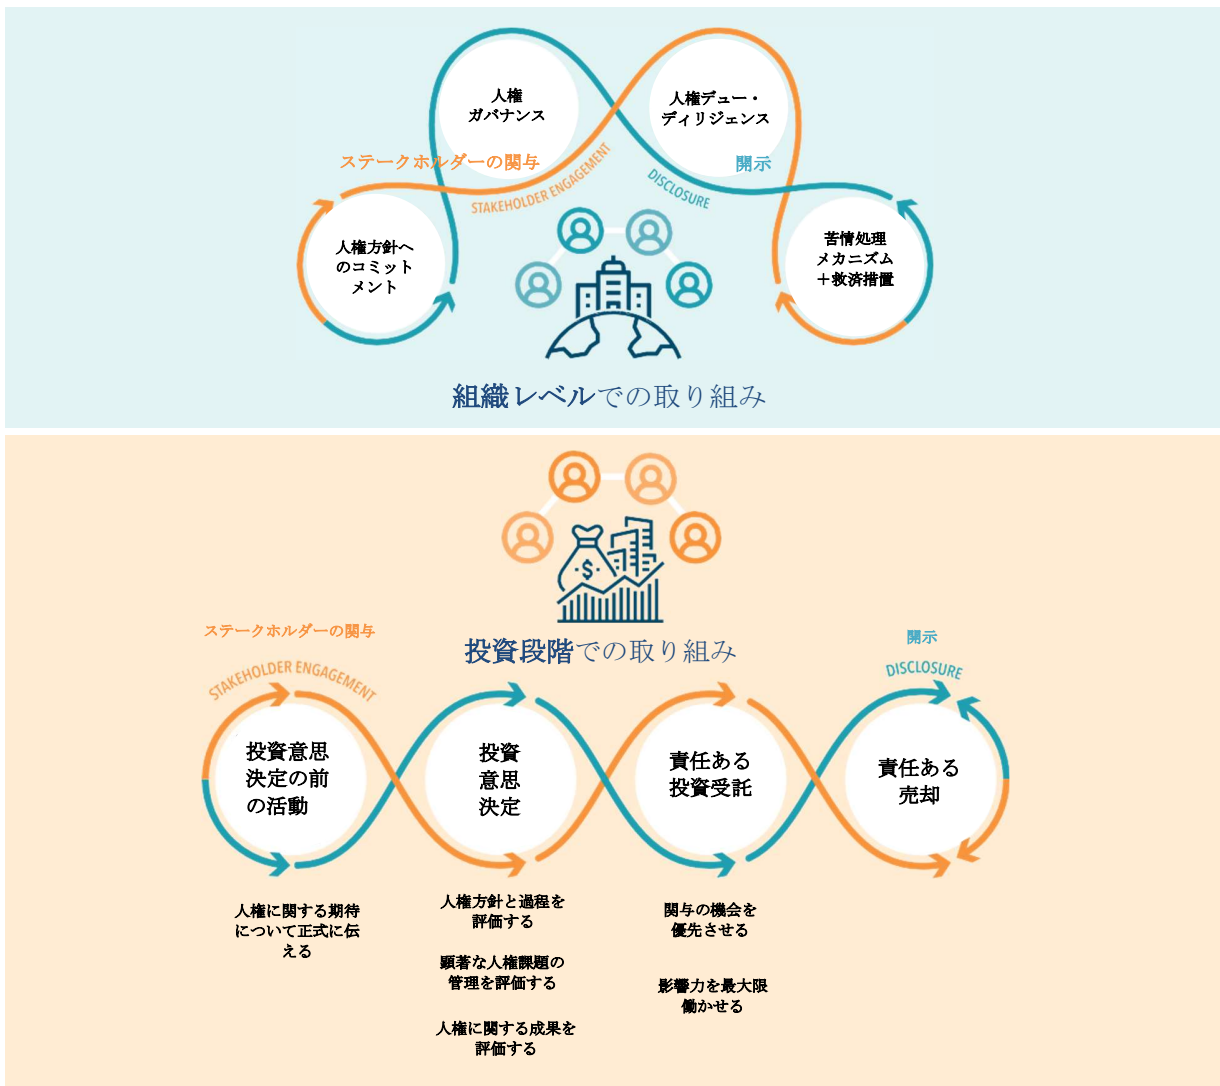 人権
ガバナンス
人権デュー・
ディリジェンス
ステークホルダーの関与
STAKEHOLDER ENGAGEMENT
開示
DISCLOSURE
人権方針へ
のコミット
メント
苦情処理
メカニズム
＋救済措置
組織レベルでの取り組み
ステークホルダーの関与
STAKEHOLDER ENGAGEMENT
投資段階での取り組み
開示
DISCLOSURE
投資意思
決定の前
の活動
投資
意思
決定
責任ある
投資受託
責任ある
売却
人権に関する期待
について正式に伝
える
人権方針と過程を
評価する
顕著な人権課題の
管理を評価する
人権に関する成果を
評価する
関与の機会を
優先させる
影響力を最大限
働かせる
$